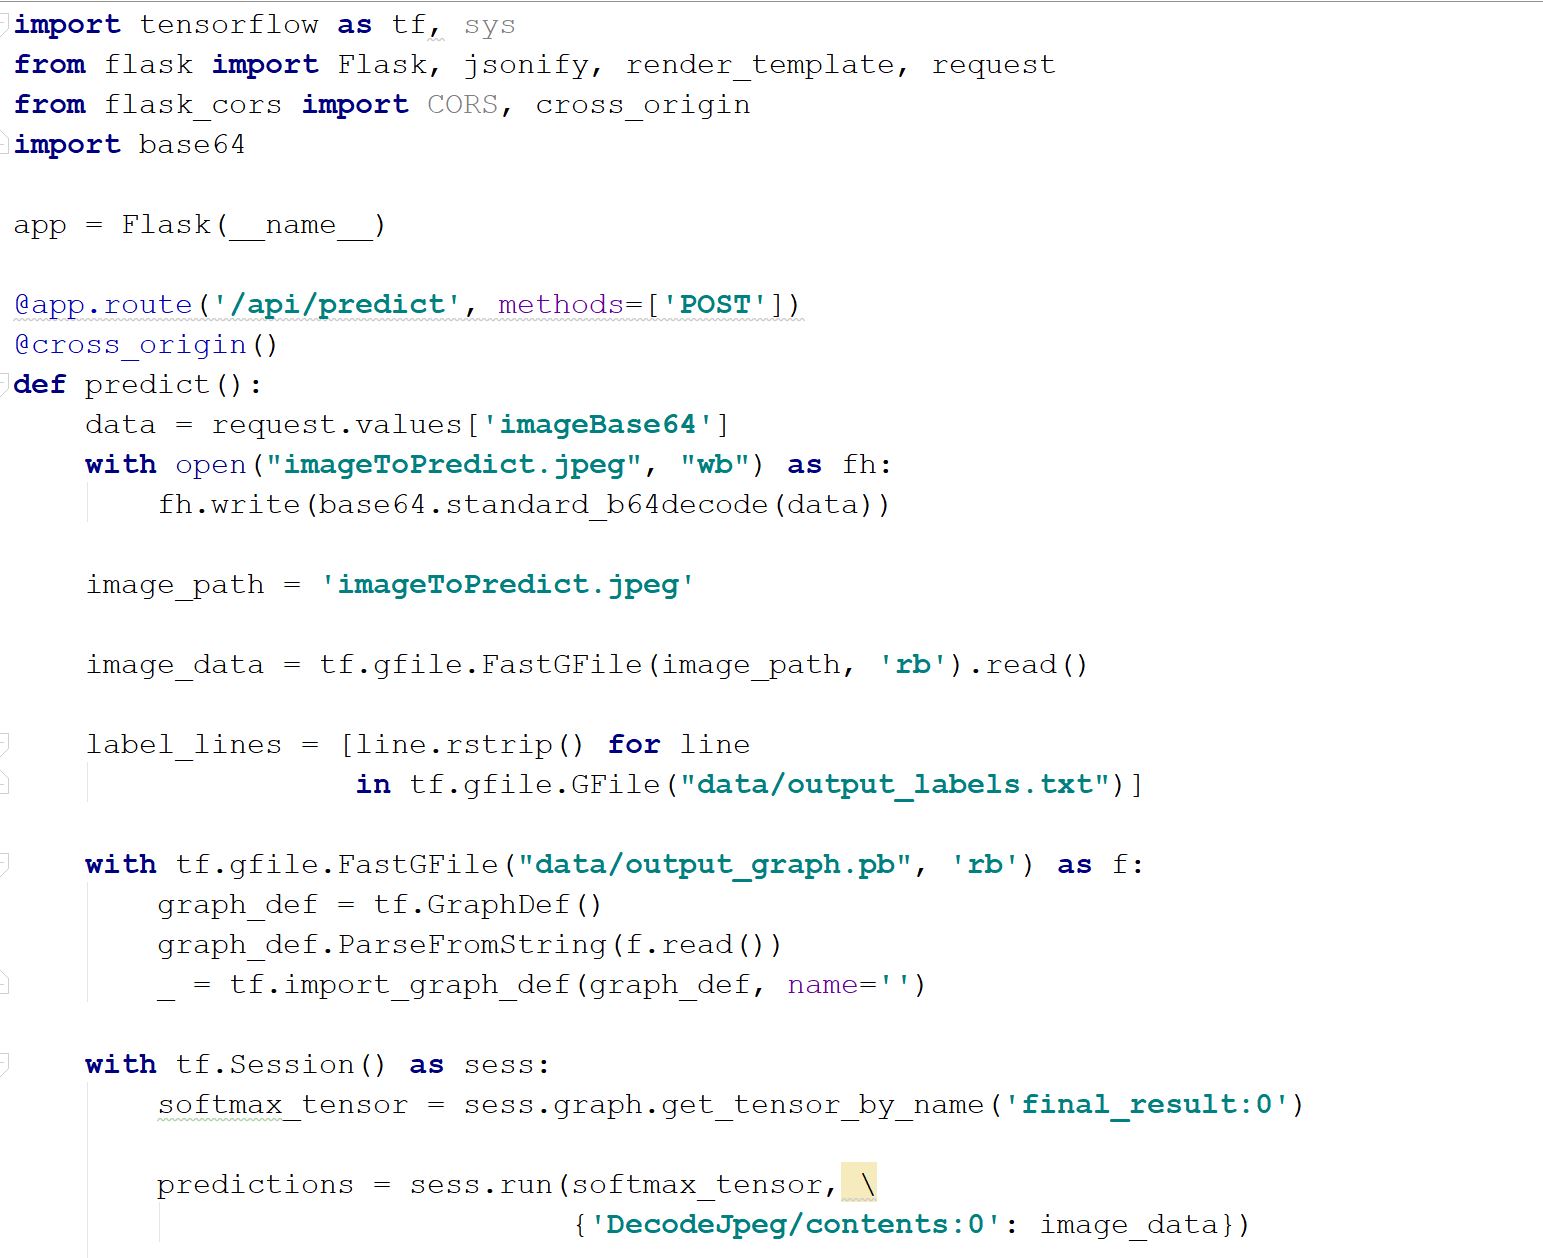 import tensorflow as tf, sys
from flask import Flask, jsonify, render_template, request
from flask_cors import CORS, cross_origin
import base64

app = Flask(__name__)

@app.route('/api/predict', methods=['POST'])
@cross_origin()
def predict():
    data = request.values['imageBase64']
    with open("imageToPredict.jpeg", "wb") as fh:
        fh.write(base64.standard_b64decode(data))

    image_path = 'imageToPredict.jpeg'

    image_data = tf.gfile.FastGFile(image_path, 'rb').read()

    label_lines = [line.rstrip() for line
                   in tf.gfile.GFile("data/output_labels.txt")]

    with tf.gfile.FastGFile("data/output_graph.pb", 'rb') as f:
        graph_def = tf.GraphDef()
        graph_def.ParseFromString(f.read())
        _ = tf.import_graph_def(graph_def, name='')

    with tf.Session() as sess:
        softmax_tensor = sess.graph.get_tensor_by_name('final_result:0')

        predictions = sess.run(softmax_tensor, \
                               {'DecodeJpeg/contents:0': image_data})